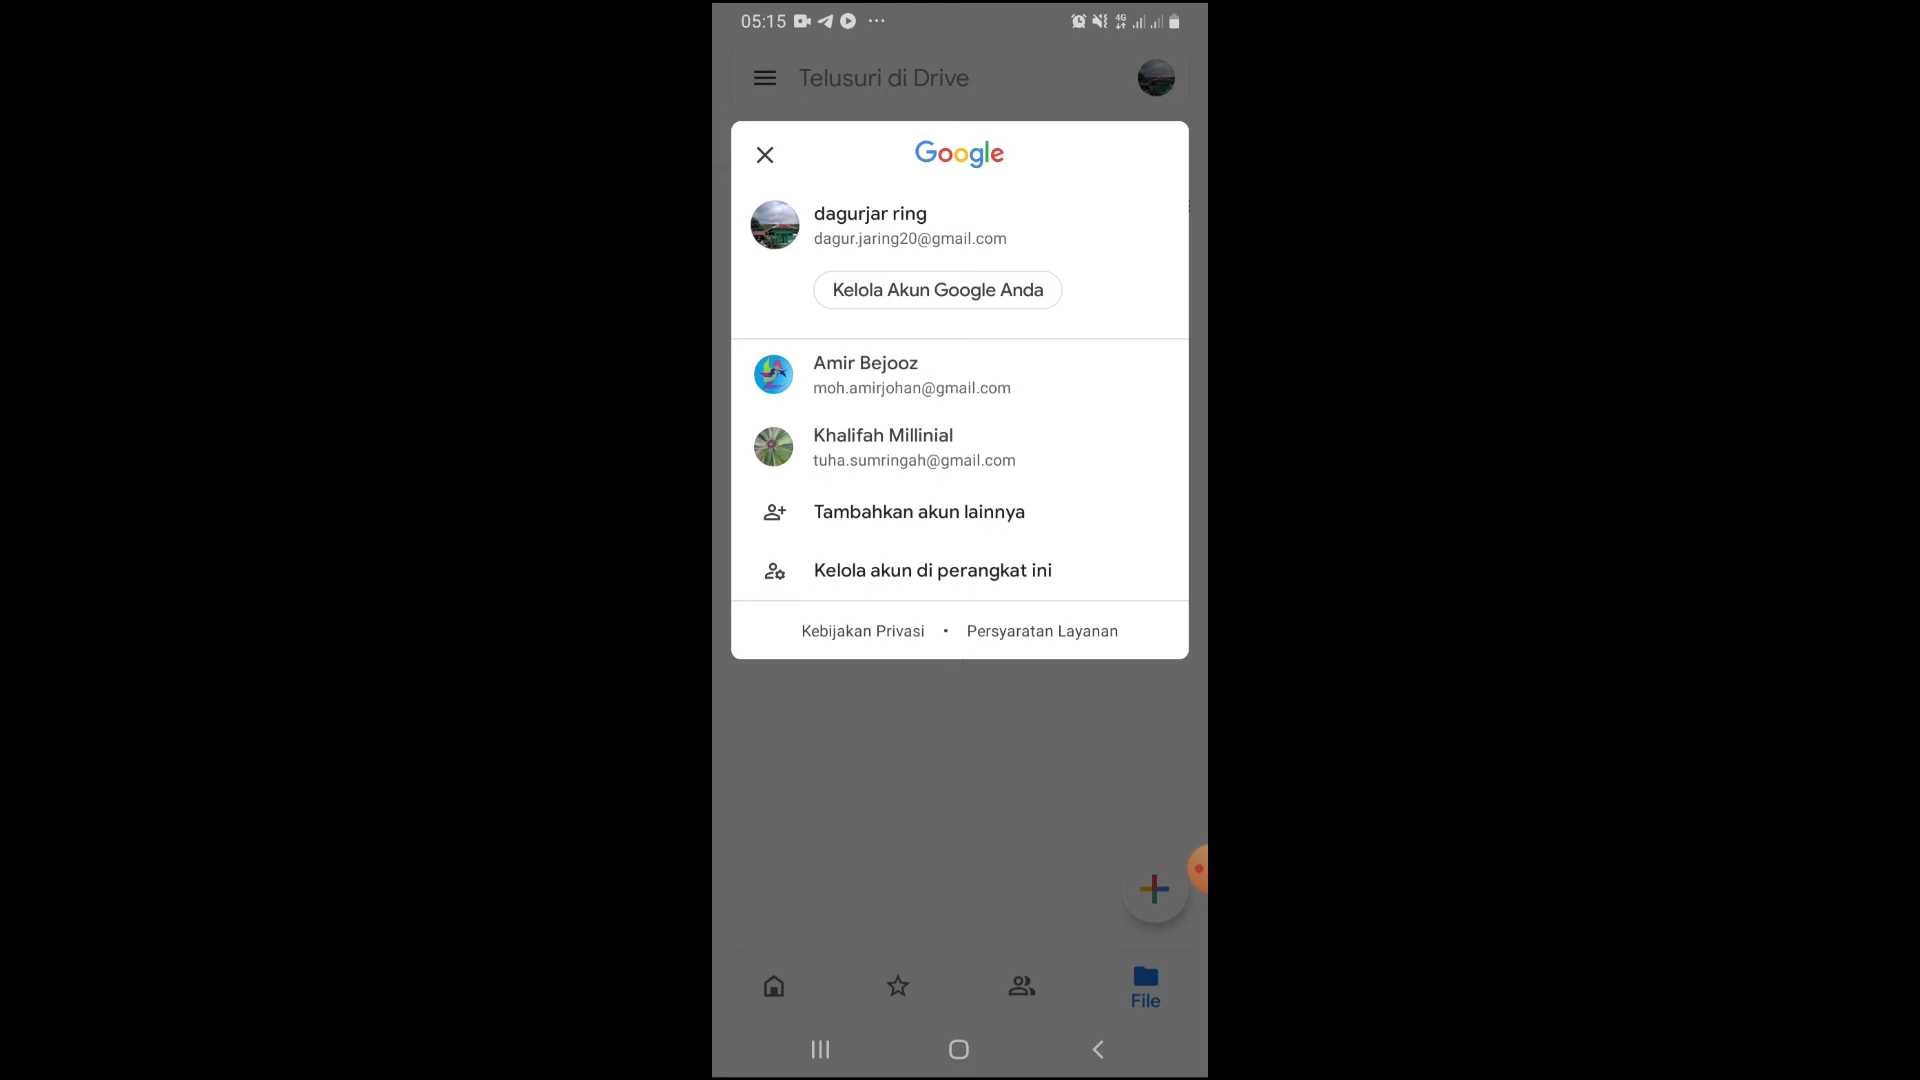 05:15
4G
Telusuri di Drive
Google
dagurjar ring
dagur.jaring20@gmail.com
Kelola Akun Google Anda
Amir Bejooz
moh.amirjohan@gmail.com
Khalifah Millinial
tuha.sumringah@gmail.com
Tambahkan akun lainnya
Kelola akun di perangkat ini
Kebijakan Privasi • Persyaratan Layanan
File